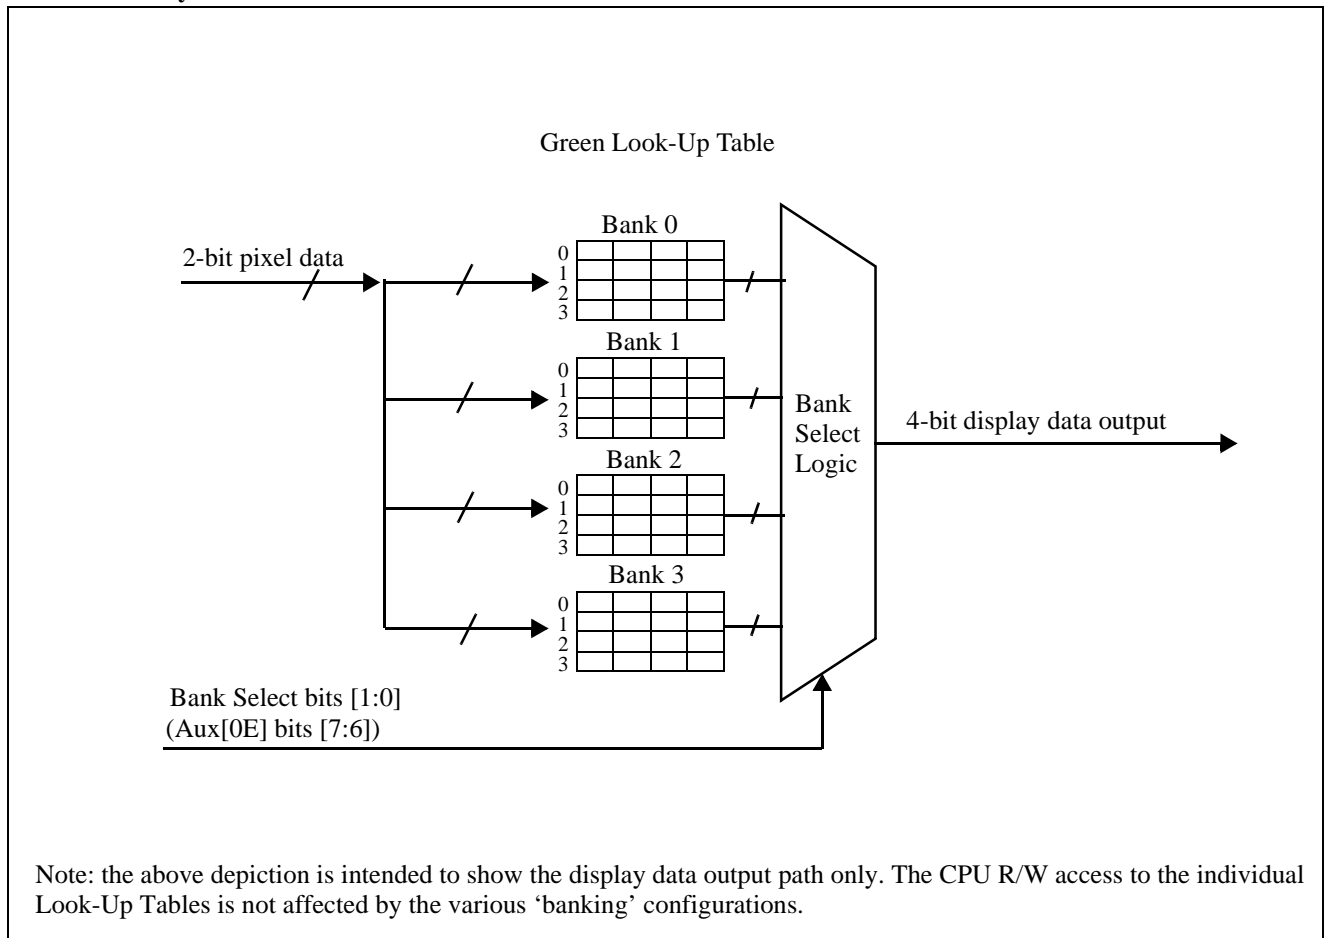 Green Look-Up Table
2-bit pixel data
Bank 0
0
1
2
3
Bank 1
0
1
2
3
Bank 2
0
1
2
3
Bank 3
0
1
2
3
Bank
Select
Logic
4-bit display data output
Bank Select bits [1:0]
(Aux[0E] bits [7:6])
Note: the above depiction is intended to show the display data output path only. The CPU R/W access to the individual
Look-Up Tables is not affected by the various ‘banking’ configurations.